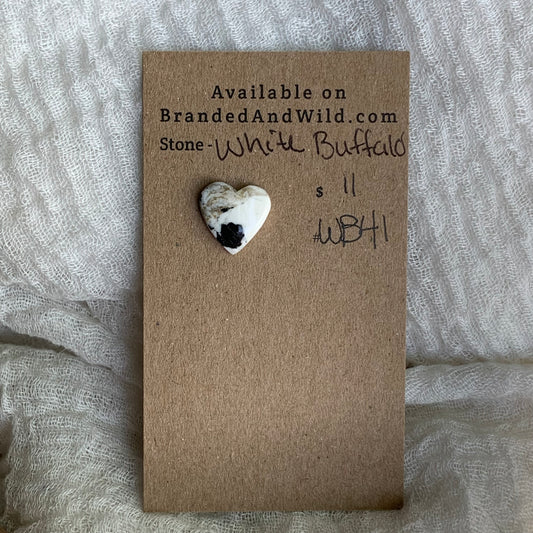 Available on
BrandedAndWild.com
Stone - White Buffalo
$ 11
#WB41